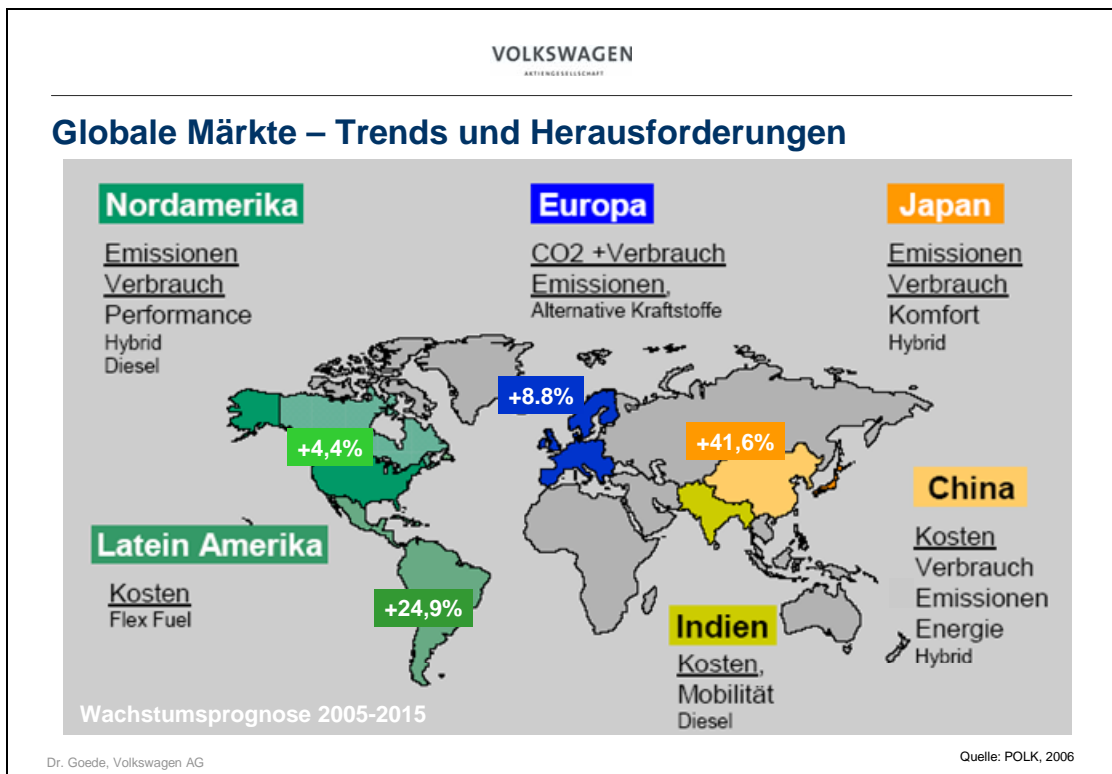 VOLKSWAGEN
AKTIENGESELLSCHAFT
Globale Märkte – Trends und Herausforderungen
Nordamerika
Emissionen
Verbrauch
Performance
Hybrid
Diesel
Europa
CO2 +Verbrauch
Emissionen,
Alternative Kraftstoffe
Japan
Emissionen
Verbrauch
Komfort
Hybrid
+4,4%
+8.8%
+41,6%
Latein Amerika
Kosten
Flex Fuel
+24,9%
Indien
Kosten,
Mobilität
Diesel
China
Kosten
Verbrauch
Emissionen
Energie
Hybrid
Wachstumsprognose 2005-2015
Dr. Goede, Volkswagen AG
Quelle: POLK, 2006